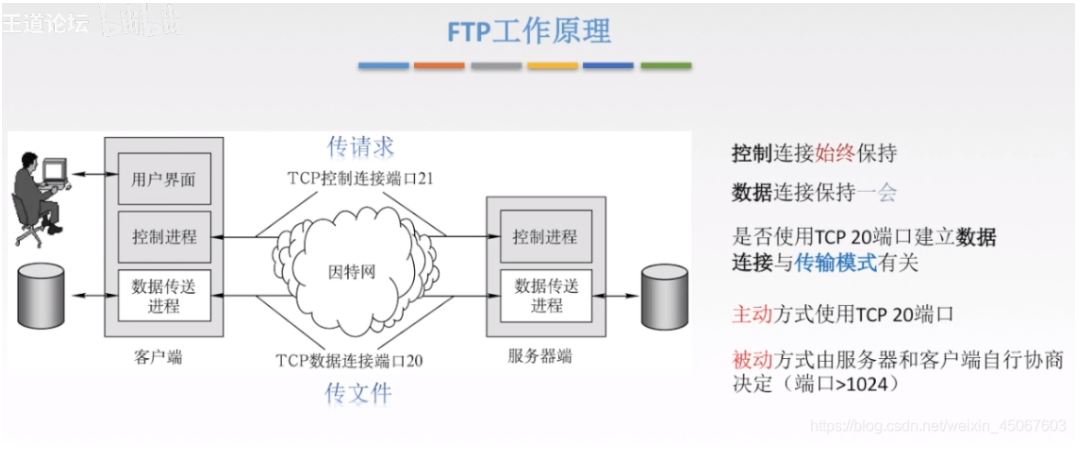 王道论坛 bilibili
FTP工作原理
传请求
TCP控制连接端口21
用户界面
控制进程
数据传送
进程
客户端
因特网
控制进程
数据传送
进程
服务器端
TCP数据连接端口20
传文件
控制连接始终保持
数据连接保持一会
是否使用TCP 20端口建立数据
连接与传输模式有关
主动方式使用TCP 20端口
被动方式由服务器和客户端自行协商
决定（端口>1024）
https://blog.csdn.net/weixin_45067603